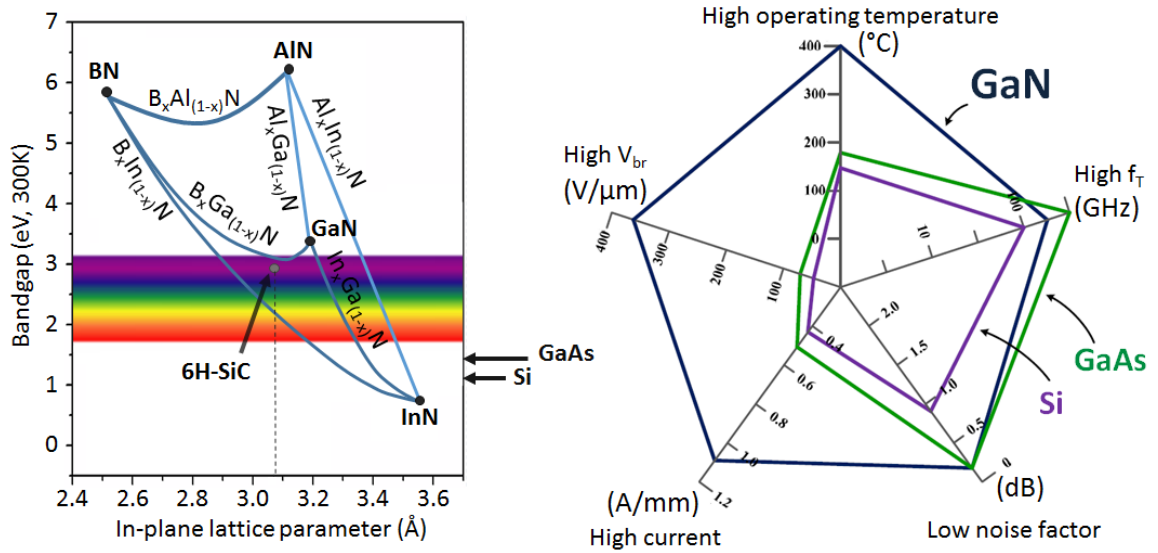 7
6
5
4
3
2
1
0
Bandgap (eV, 300K)
BN
AlN
BₓAl₍₁₋ₓ₎N
BₓIn₍₁₋ₓ₎N
BₓGa₍₁₋ₓ₎N
AlₓGa₍₁₋ₓ₎N
AlₓIn₍₁₋ₓ₎N
GaN
InₓGa₍₁₋ₓ₎N
6H-SiC
InN
GaAs
Si
2.4 2.6 2.8 3.0 3.2 3.4 3.6
In-plane lattice parameter (Å)
High operating temperature
(°C)
400
300
200
100
0
GaN
High fT
(GHz)
100
10
GaAs
Si
High Vbr
(V/µm)
400
300
200
100
2.0
1.5
1.0
0.5
0
(dB)
Low noise factor
0.4
0.6
0.8
1.0
1.2
(A/mm)
High current